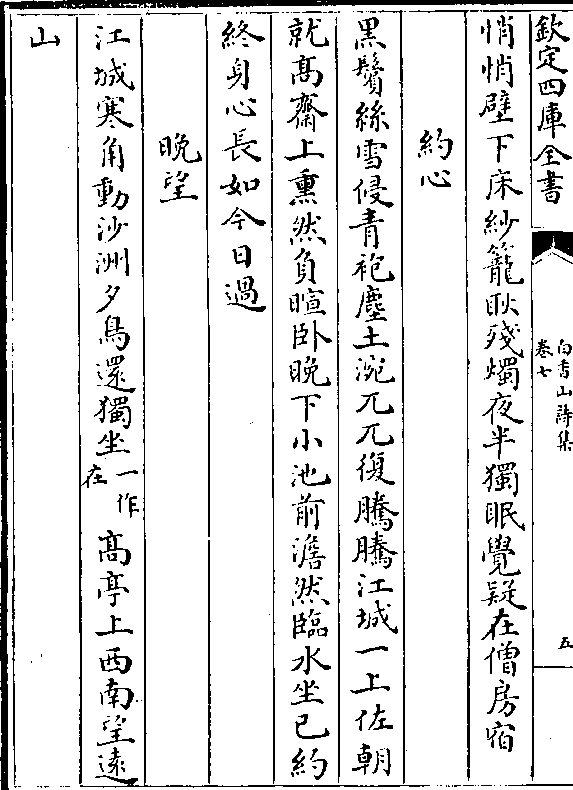 欽定四庫全書
白香山詩集
卷七
五
悄悄壁下床紗籠耿殘燭夜半獨眠覺疑在僧房宿
約心
黑鬢絲雪侵青袍塵土涴兀兀復騰騰江城一上佐朝
就髙齋上熏然負暄卧晚下小池前澹然臨水坐已約
終身心長如今日過
晚望
江城寒角動沙洲夕鳥還獨坐一作在髙亭上西南望逺
山